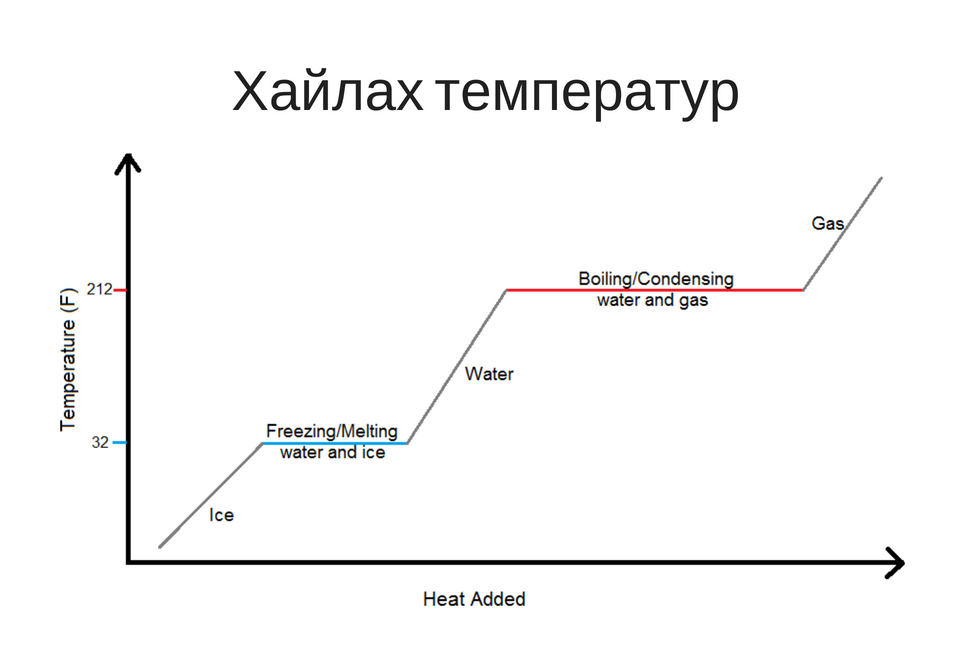 Хайлах температур
Gas
Temperature (F)
212
Boiling/Condensing
water and gas
Water
32
Freezing/Melting
water and ice
Ice
Heat Added